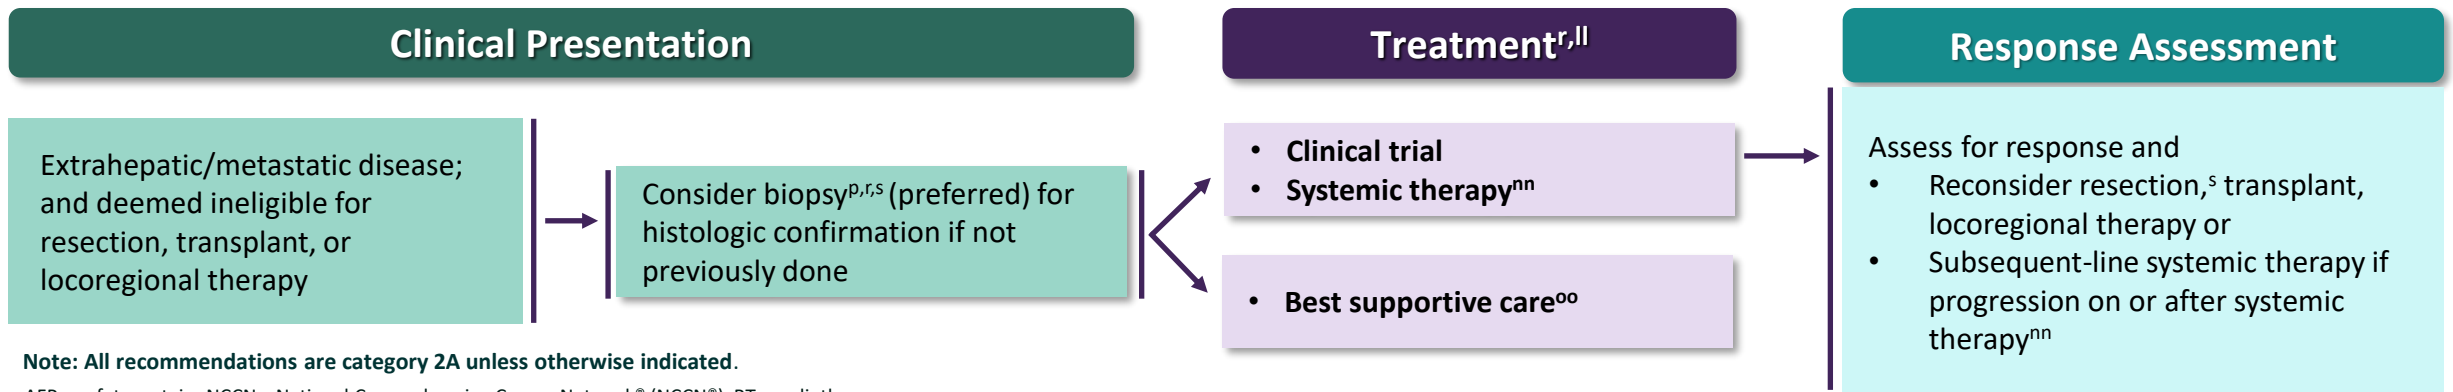 Clinical Presentation
Treatmentr,ll
Response Assessment
Extrahepatic/metastatic disease;
and deemed ineligible for
resection, transplant, or
locoregional therapy
Consider biopsyp,r,s (preferred) for
histologic confirmation if not
previously done
• Clinical trial
• Systemic therapynn
• Best supportive careoo
Assess for response and
• Reconsider resection,s transplant,
locoregional therapy or
• Subsequent-line systemic therapy if
progression on or after systemic
therapynn
Note: All recommendations are category 2A unless otherwise indicated.